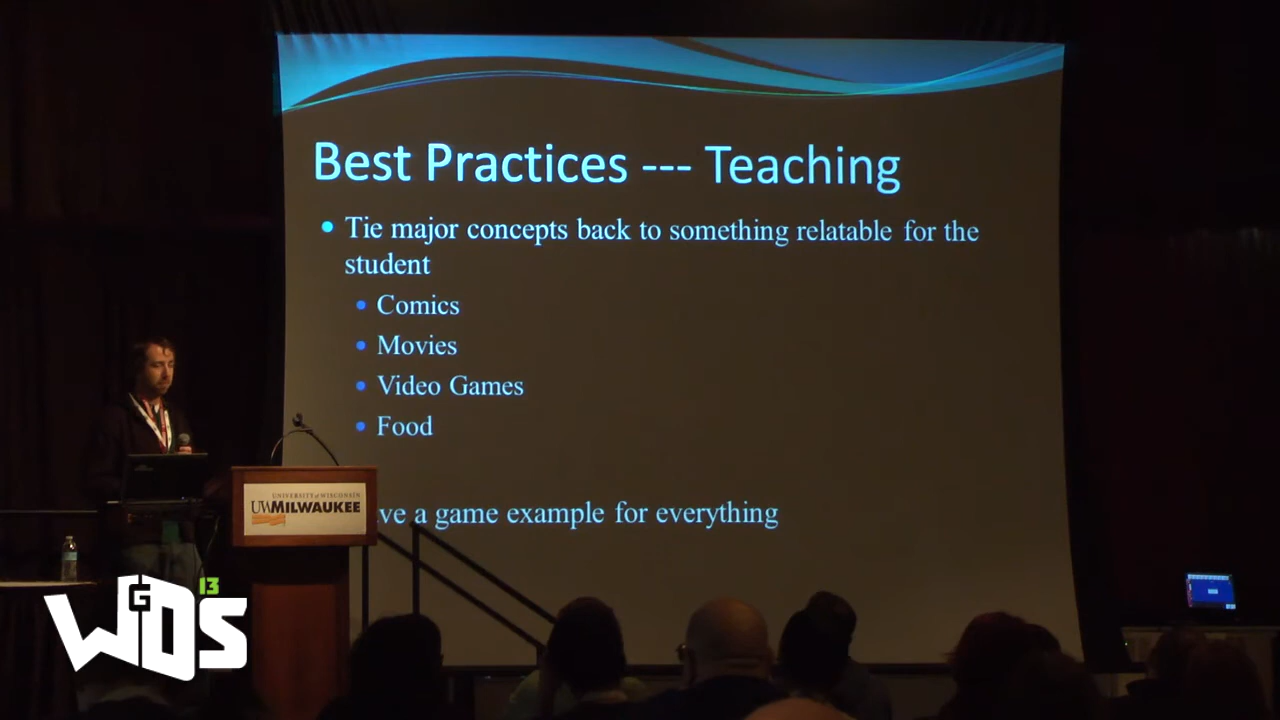 Best Practices --- Teaching
Tie major concepts back to something relatable for the
student
Comics
Movies
Video Games
Food
ve a game example for everything
UNIVERSITY of WISCONSIN
UWMILWAUKEE
WGDS 13